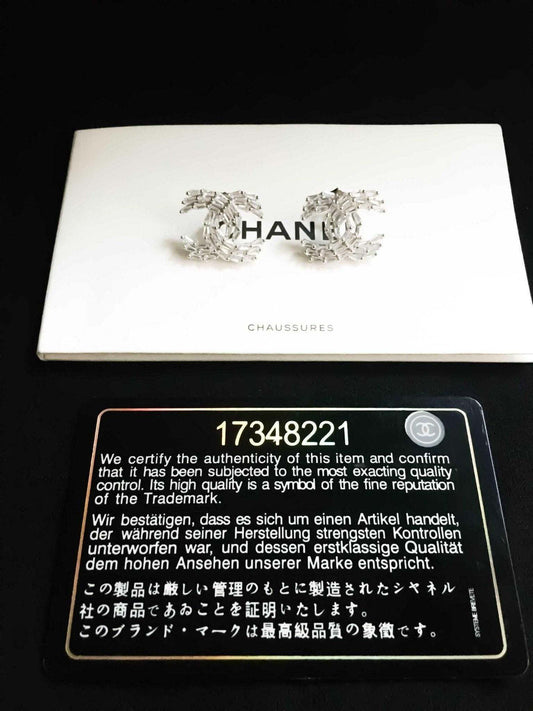 CHANEL
CHAUSSURES
17348221
We certify the authenticity of this item and confirm
that it has been subjected to the most exacting quality
control. Its high quality is a symbol of the fine reputation
of the Trademark.
Wir bestätigen, dass es sich um einen Artikel handelt,
der während seiner Herstellung strengsten Kontrollen
unterworfen war, und dessen erstklassige Qualität
dem hohen Ansehen unserer Marke entspricht.
この製品は厳しい管理のもとに製造されたシヤネル
社の商品であおことを証明いたします。
このブランド・マークは最高級品質の象徴です。
SYSTEME BREVETE